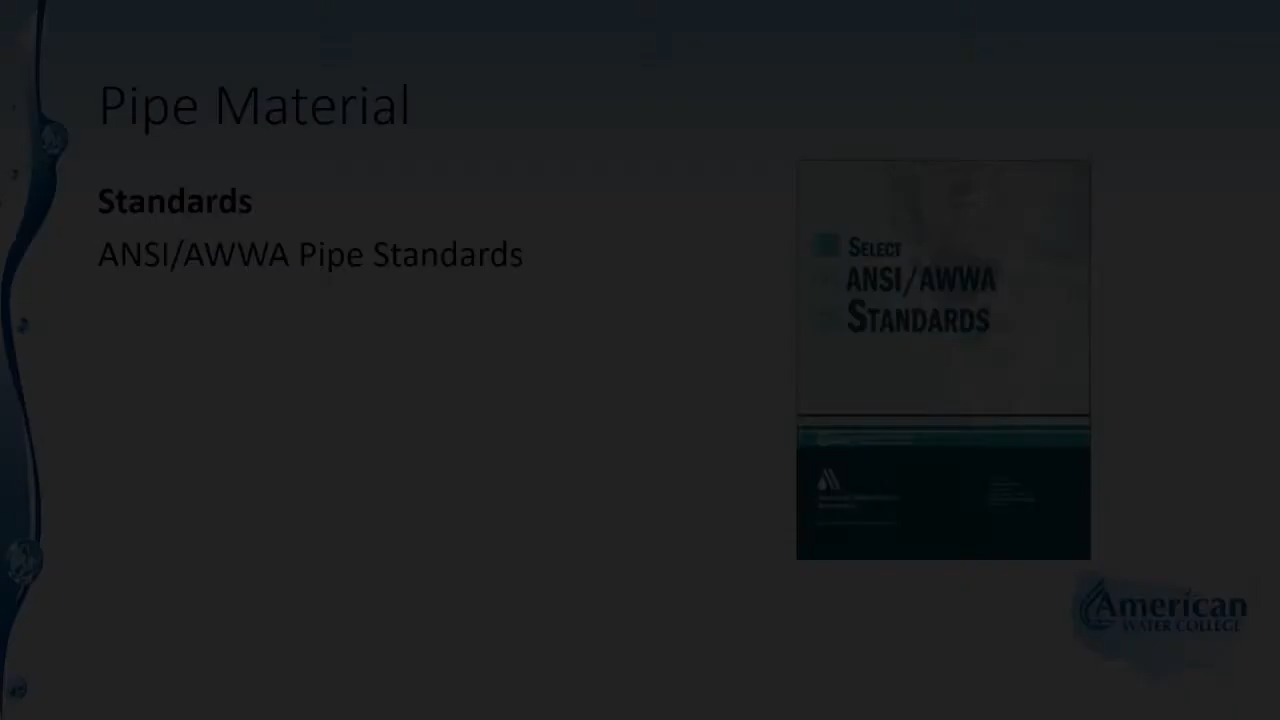 Pipe Material
Standards
ANSI/AWWA Pipe Standards
SELECT
ANSI/AWWA
STANDARDS
American
WATER COLLEGE